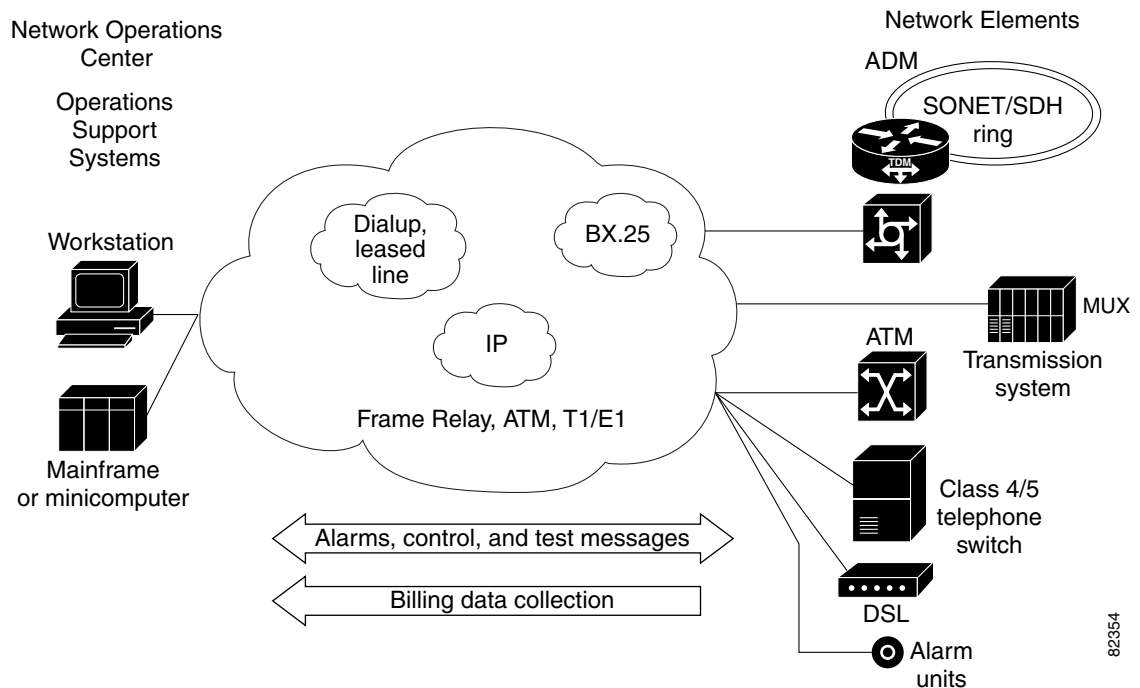 Network Operations
Center
Operations
Support
Systems
Workstation
Mainframe
or minicomputer
Dialup,
leased
line
BX.25
IP
Frame Relay, ATM, T1/E1
Alarms, control, and test messages
Billing data collection
Network Elements
ADM
SONET/SDH
ring
TDM
MUX
Transmission
system
ATM
Class 4/5
telephone
switch
DSL
Alarm
units
82354